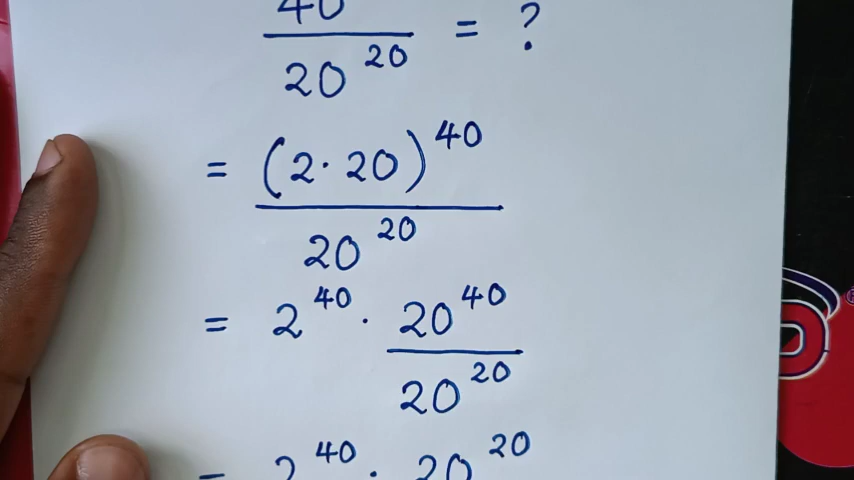 40
20^20 = ?
= (2 · 20)^40
20^20
= 2^40 · 20^40
20^20
= 2^40 · 20^20